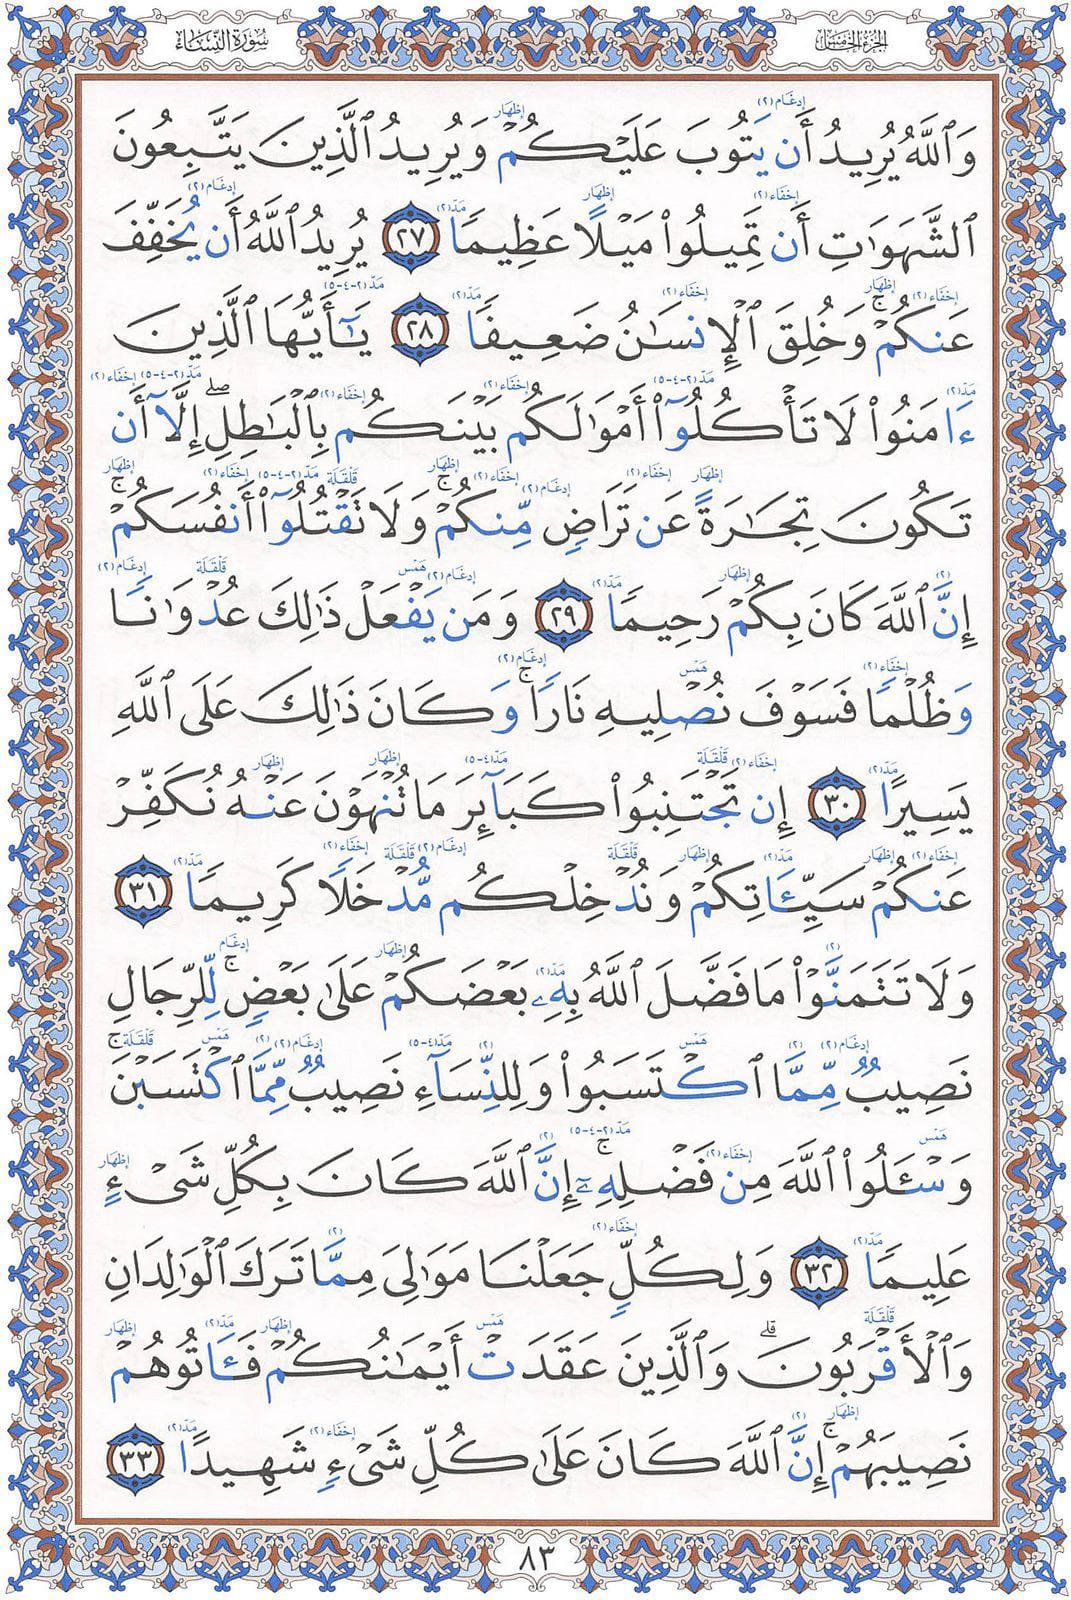 الجزء الخامس
سورة النساء
وَٱللَّهُ يُرِيدُ أَن يَتُوبَ عَلَيْكُمْ وَيُرِيدُ ٱلَّذِينَ يَتَّبِعُونَ
ٱلشَّهَوَٰتِ أَن تَمِيلُوا۟ مَيْلًا عَظِيمًا ٢٧ يُرِيدُ ٱللَّهُ أَن يُخَفِّفَ
عَنكُمْ ۚ وَخُلِقَ ٱلْإِنسَٰنُ ضَعِيفًا ٢٨ يَٰٓأَيُّهَا ٱلَّذِينَ
ءَامَنُوا۟ لَا تَأْكُلُوٓا۟ أَمْوَٰلَكُم بَيْنَكُم بِٱلْبَٰطِلِ ۖ إِلَّآ أَن
تَكُونَ تِجَٰرَةً عَن تَرَاضٍ مِّنكُمْ ۚ وَلَا تَقْتُلُوٓا۟ أَنفُسَكُمْ ۚ
إِنَّ ٱللَّهَ كَانَ بِكُمْ رَحِيمًا ٢٩ وَمَن يَفْعَلْ ذَٰلِكَ عُدْوَٰنًا
وَظُلْمًا فَسَوْفَ نُصْلِيهِ نَارًا ۚ وَكَانَ ذَٰلِكَ عَلَى ٱللَّهِ
يَسِيرًا ٣٠ إِن تَجْتَنِبُوا۟ كَبَآئِرَ مَا تُنْهَوْنَ عَنْهُ نُكَفِّرْ
عَنكُمْ سَيِّـَٔاتِكُمْ وَنُدْخِلْكُم مُّدْخَلًا كَرِيمًا ٣١
وَلَا تَتَمَنَّوْا۟ مَا فَضَّلَ ٱللَّهُ بِهِۦ بَعْضَكُمْ عَلَىٰ بَعْضٍ ۚ لِّلرِّجَالِ
نَصِيبٌ مِّمَّا ٱكْتَسَبُوا۟ وَلِلنِّسَآءِ نَصِيبٌ مِّمَّا ٱكْتَسَبْنَ ۚ
وَسْـَٔلُوا۟ ٱللَّهَ مِن فَضْلِهِۦٓ ۚ إِنَّ ٱللَّهَ كَانَ بِكُلِّ شَىْءٍ
عَلِيمًا ٣٢ وَلِكُلٍّ جَعَلْنَا مَوَٰلِىَ مِمَّا تَرَكَ ٱلْوَٰلِدَانِ
وَٱلْأَقْرَبُونَ ۗ وَٱلَّذِينَ عَقَدَتْ أَيْمَٰنُكُمْ فَـَٔاتُوهُمْ
نَصِيبَهُمْ ۚ إِنَّ ٱللَّهَ كَانَ عَلَىٰ كُلِّ شَىْءٍ شَهِيدًا ٣٣
٨٣